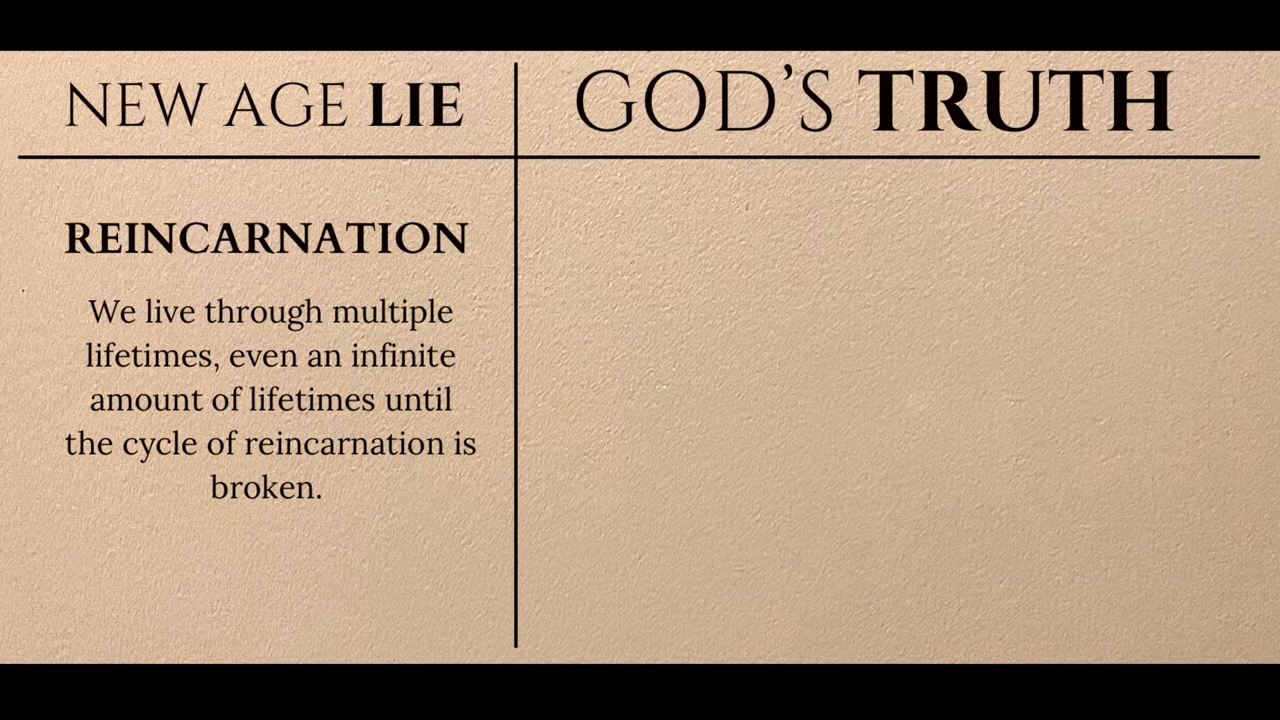 NEW AGE LIE
GOD'S TRUTH
REINCARNATION
We live through multiple
lifetimes, even an infinite
amount of lifetimes until
the cycle of reincarnation is
broken.